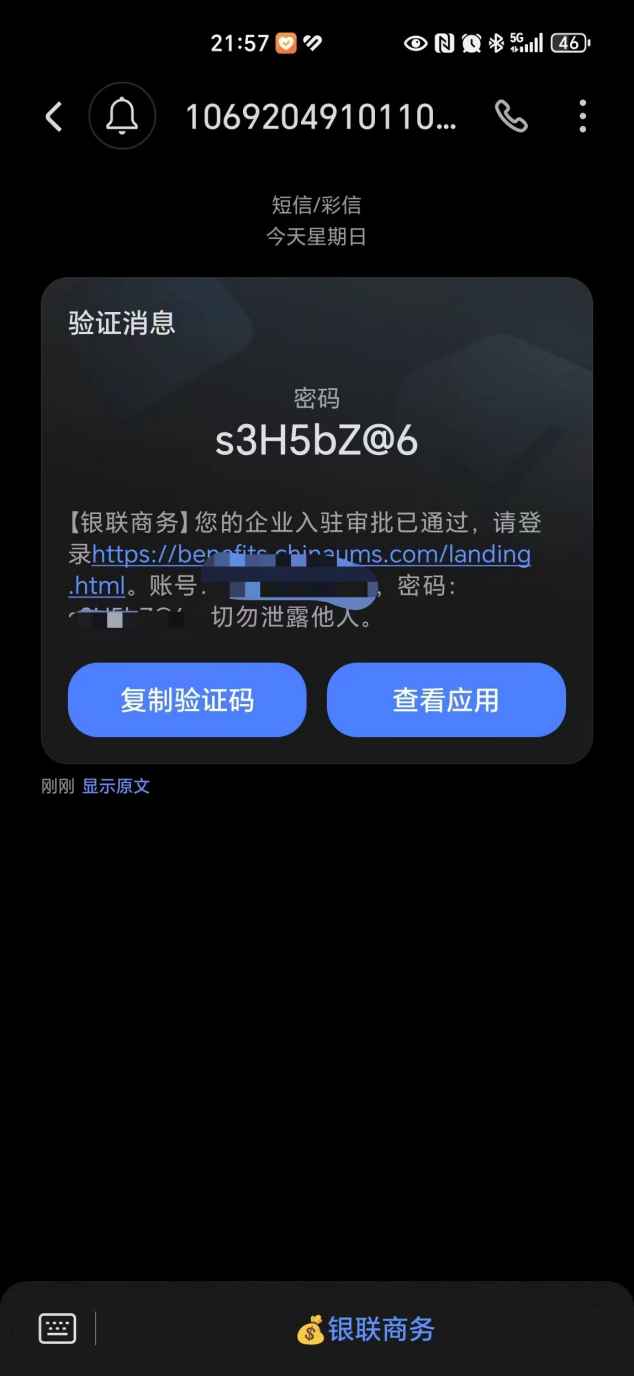 21:57
5G
46
1069204910110…
短信/彩信
今天星期日
验证消息
密码
s3H5bZ@6
【银联商务】您的企业入驻审批已通过，请登
录https://benefits.chinaums.com/landing
.html。账号：，密码：
切勿泄露他人。
复制验证码
查看应用
刚刚 显示原文
银联商务